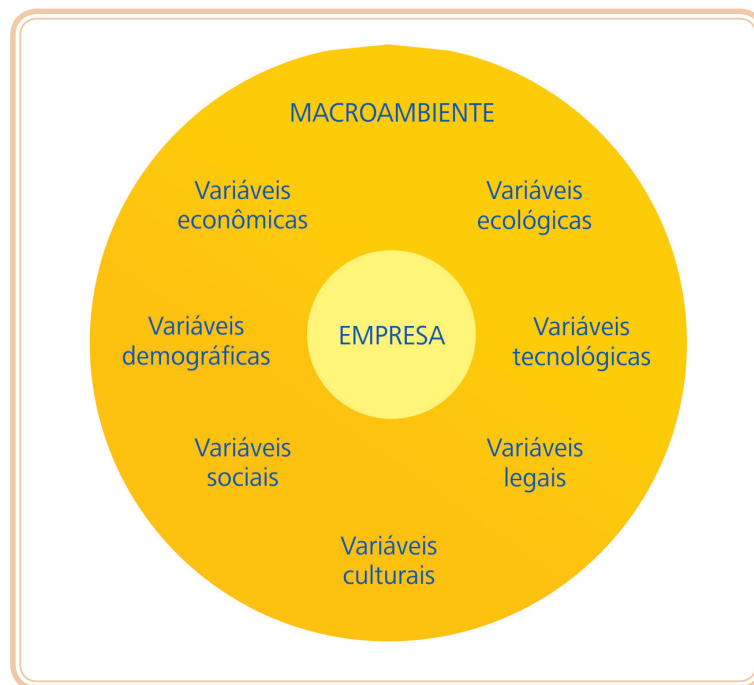 MACROAMBIENTE
Variáveis
econômicas
Variáveis
ecológicas
Variáveis
demográficas
EMPRESA
Variáveis
tecnológicas
Variáveis
sociais
Variáveis
legais
Variáveis
culturais